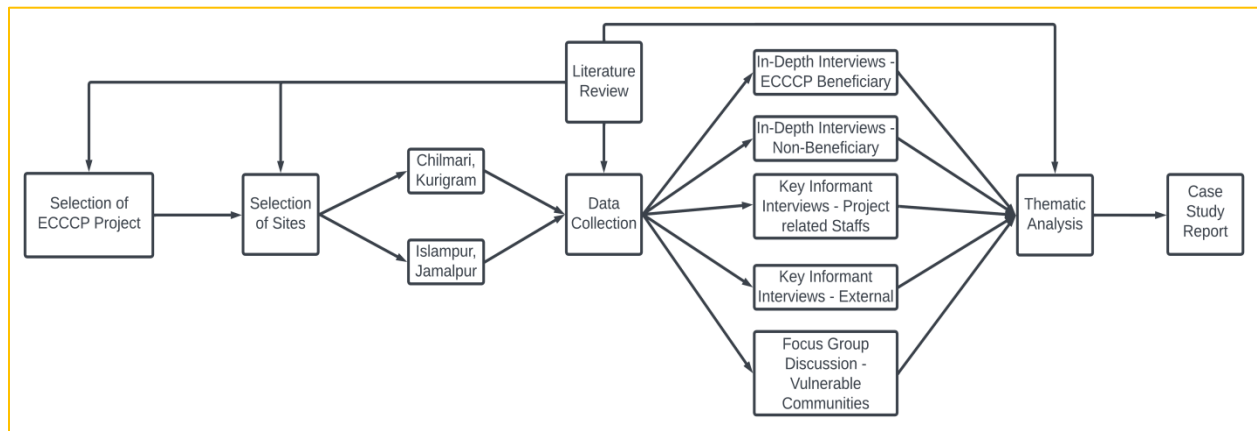 Literature
Review
Selection of
ECCCP Project
Selection
of Sites
Chilmari,
Kurigram
Islampur,
Jamalpur
Data
Collection
In-Depth Interviews -
ECCCP Beneficiary
In-Depth Interviews -
Non-Beneficiary
Key Informant
Interviews - Project
related Staffs
Key Informant
Interviews - External
Focus Group
Discussion -
Vulnerable
Communities
Thematic
Analysis
Case
Study
Report